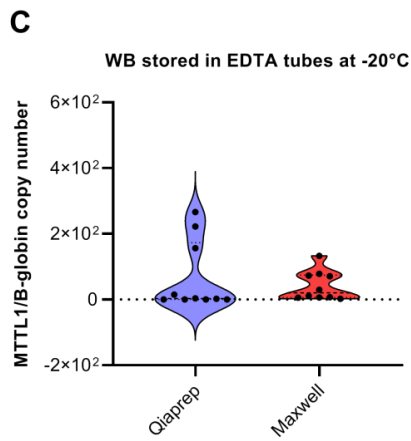 C
WB stored in EDTA tubes at -20°C
MTTL1/B-globin copy number
6×10²
4×10²
2×10²
0
-2×10²
Qiaprep
Maxwell